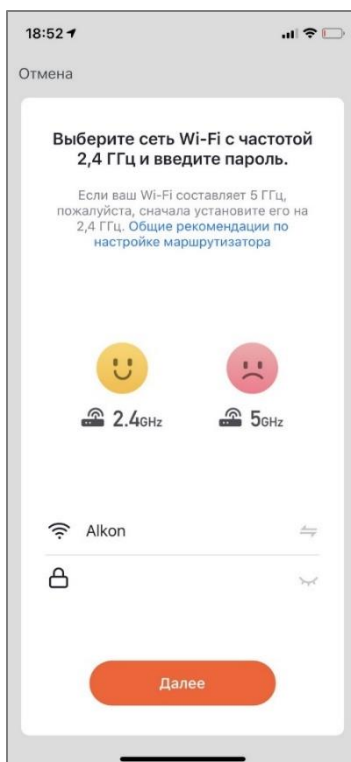 18:52
Отмена
Выберите сеть Wi-Fi с частотой
2,4 ГГц и введите пароль.
Если ваш Wi-Fi составляет 5 ГГц,
пожалуйста, сначала установите его на
2,4 ГГц. Общие рекомендации по
настройке маршрутизатора
2.4GHz 5GHz
Alkon
Далее